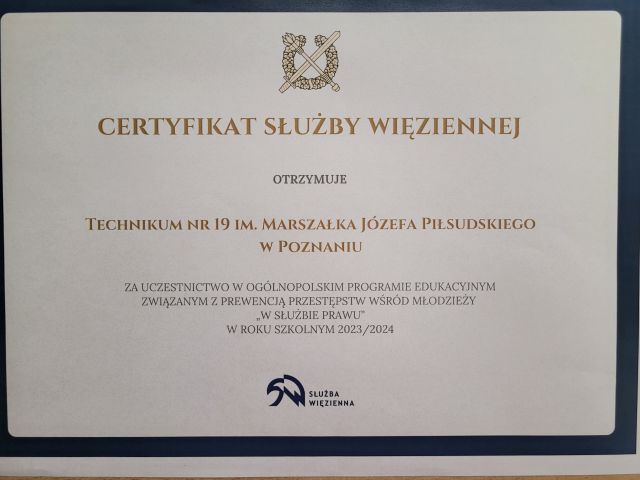 CERTYFIKAT SŁUŻBY WIĘZIENNEJ
OTRZYMUJE
TECHNIKUM NR 19 IM. MARSZAŁKA JÓZEFA PIŁSUDSKIEGO
W POZNANIU
ZA UCZESTNICTWO W OGÓLNOPOLSKIM PROGRAMIE EDUKACYJNYM
ZWIĄZANYM Z PREWENCJĄ PRZESTĘPSTW WŚRÓD MŁODZIEŻY
„W SŁUŻBIE PRAWU"
W ROKU SZKOLNYM 2023/2024
SŁUŻBA
WIĘZIENNA